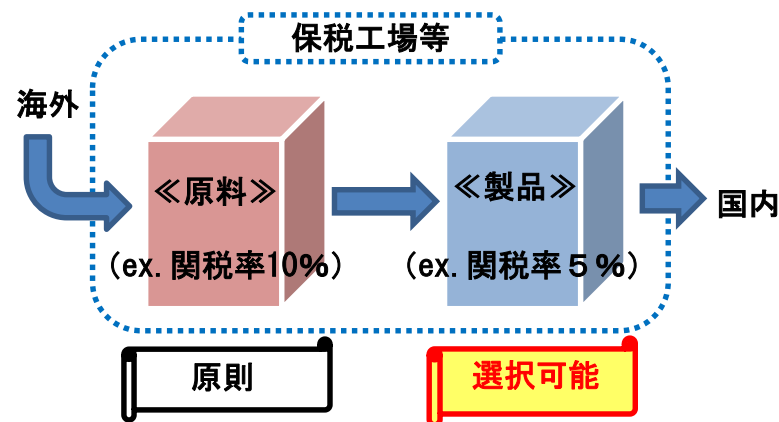 保税工場等
海外
≪原料≫
(ex.関税率10%)
≪製品≫
(ex.関税率５％)
国内
原則
選択可能